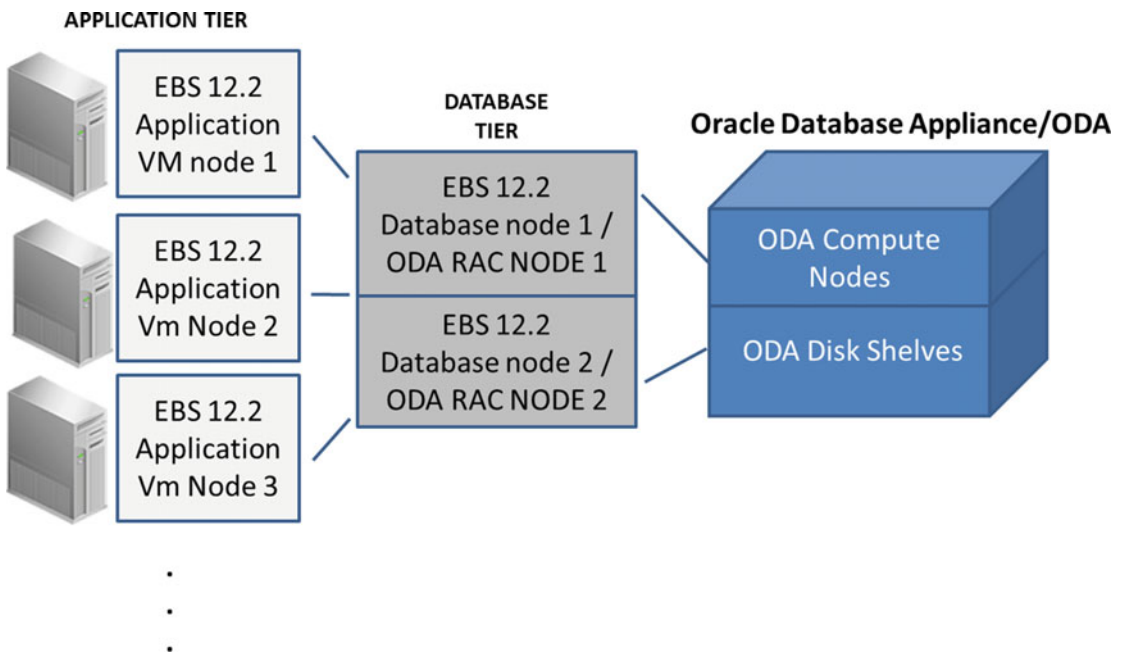 APPLICATION TIER
EBS 12.2
Application
VM node 1
EBS 12.2
Application
Vm Node 2
EBS 12.2
Application
Vm Node 3
.
.
.
DATABASE
TIER
EBS 12.2
Database node 1 /
ODA RAC NODE 1
EBS 12.2
Database node 2 /
ODA RAC NODE 2
Oracle Database Appliance/ODA
ODA Compute
Nodes
ODA Disk Shelves